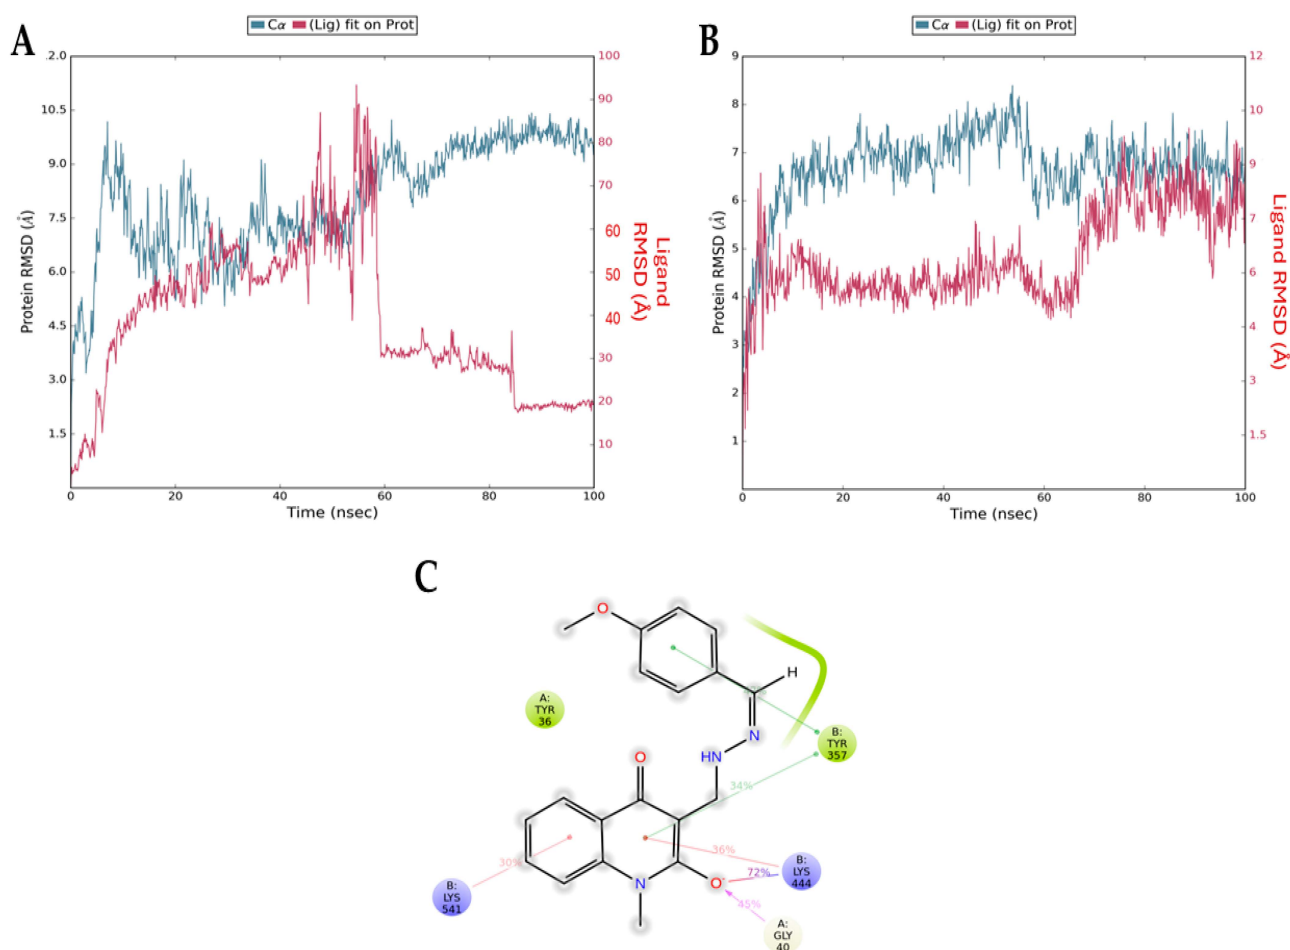 A
Cα (Lig) fit on Prot
12.0
10.5
9.0
7.5
6.0
4.5
3.0
1.5
Protein RMSD (Å)
100
90
80
70
60
50
40
30
20
10
Ligand
RMSD (Å)
0 20 40 60 80 100
Time (nsec)
B
Cα (Lig) fit on Prot
9
8
7
6
5
4
3
2
1
Protein RMSD (Å)
12
10
9
7
6
4
3
1.5
Ligand RMSD (Å)
0 20 40 60 80 100
Time (nsec)
C
O
H
A:
TYR
36
N
B:
TYR
357
HN
O
34%
36%
30%
72%
B:
LYS
444
B:
LYS
541
N
O-
45%
A:
GLY
40